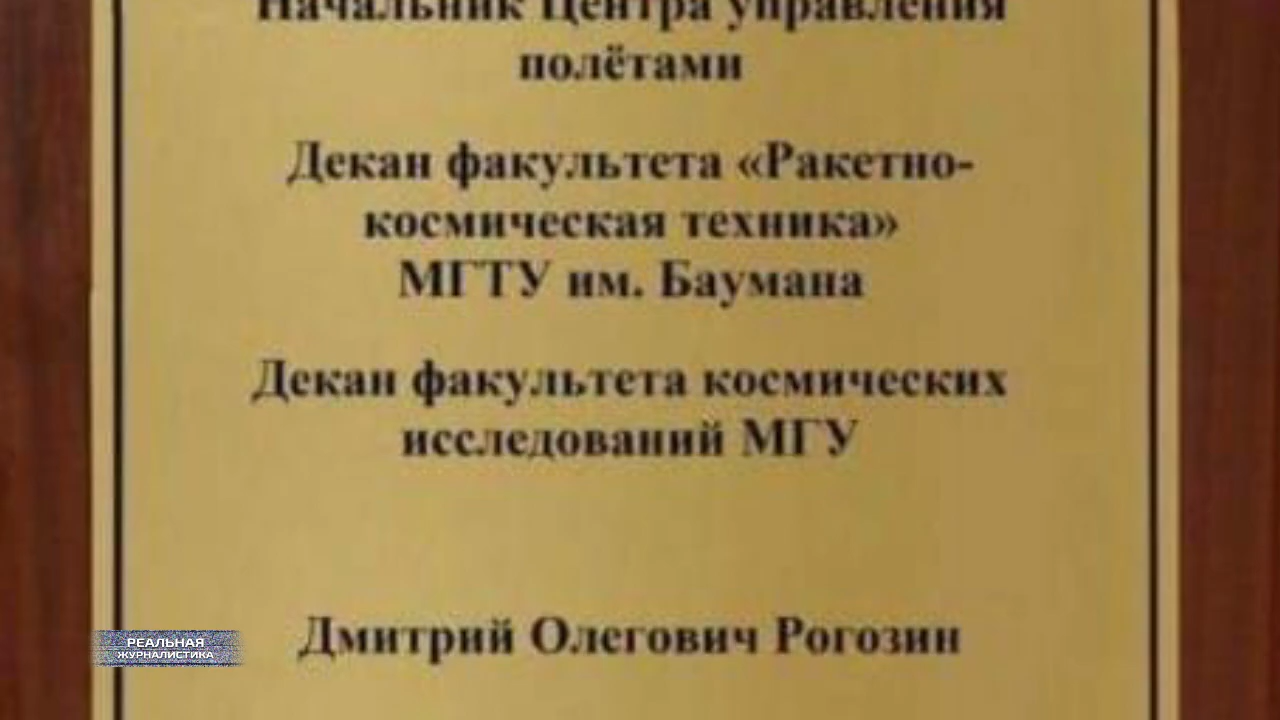 Начальник Центра управления
полётами
Декан факультета «Ракетно-
космическая техника»
МГТУ им. Баумана
Декан факультета космических
исследований МГУ
Дмитрий Олегович Рогозин
РЕАЛЬНАЯ
ЖУРНАЛИСТИКА